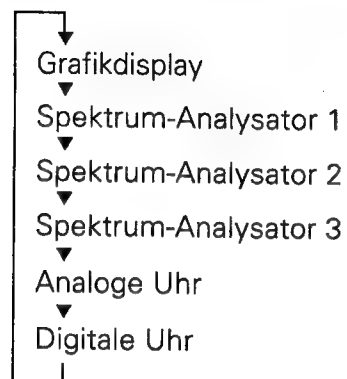 Grafikdisplay
Spektrum-Analysator 1
Spektrum-Analysator 2
Spektrum-Analysator 3
Analoge Uhr
Digitale Uhr